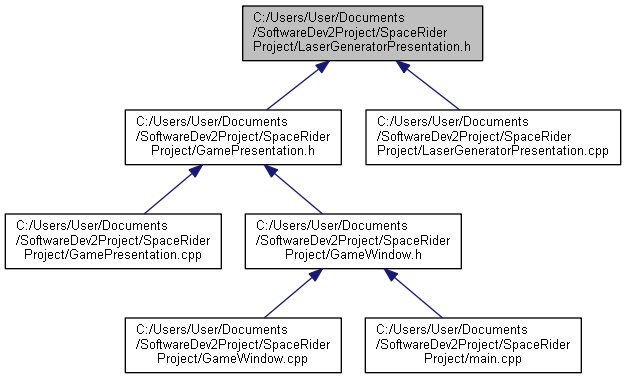 C:/Users/User/Documents
/SoftwareDev2Project/SpaceRider
Project/LaserGeneratorPresentation.h
C:/Users/User/Documents
/SoftwareDev2Project/SpaceRider
Project/GamePresentation.h
C:/Users/User/Documents
/SoftwareDev2Project/SpaceRider
Project/LaserGeneratorPresentation.cpp
C:/Users/User/Documents
/SoftwareDev2Project/SpaceRider
Project/GamePresentation.cpp
C:/Users/User/Documents
/SoftwareDev2Project/SpaceRider
Project/GameWindow.h
C:/Users/User/Documents
/SoftwareDev2Project/SpaceRider
Project/GameWindow.cpp
C:/Users/User/Documents
/SoftwareDev2Project/SpaceRider
Project/main.cpp